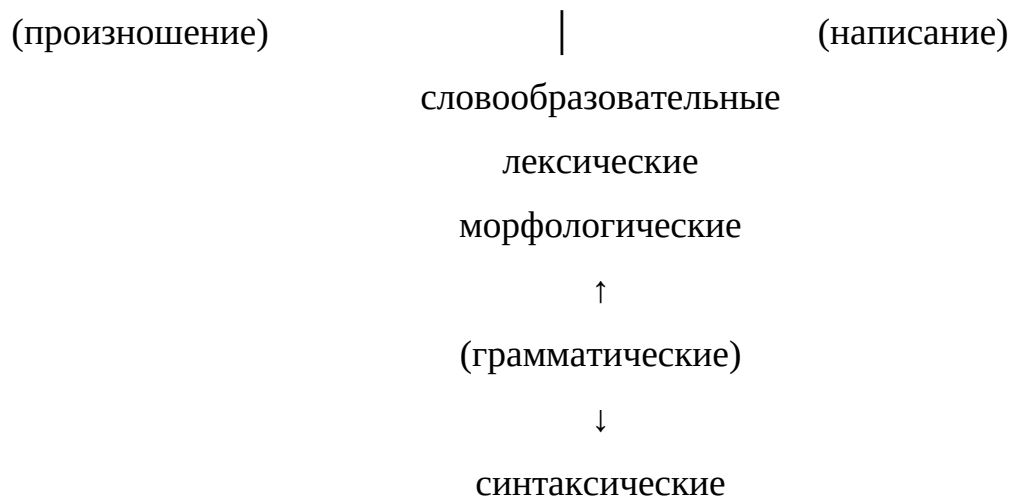 (произношение) | (написание)
словообразовательные
лексические
морфологические
↑
(грамматические)
↓
синтаксические